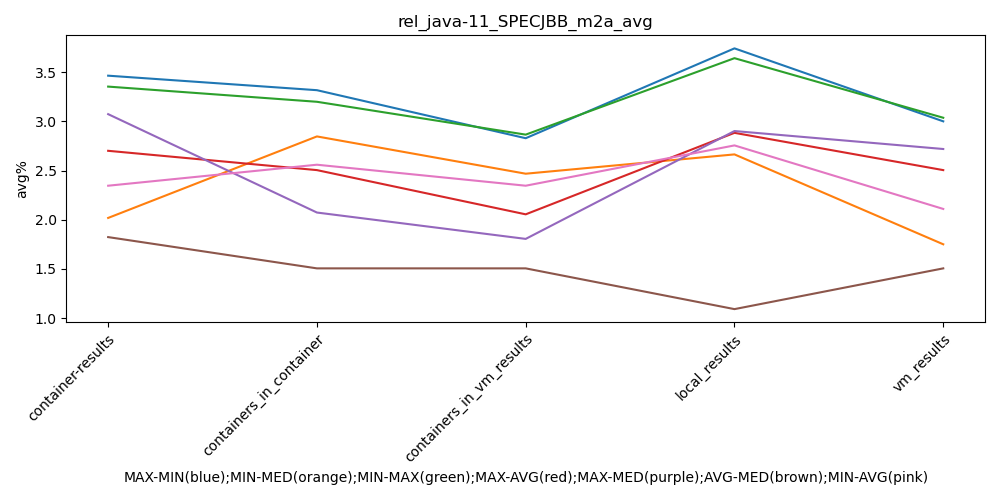 rel_java-11_SPECJBB_m2a_avg
avg%
3.5
3.0
2.5
2.0
1.5
1.0
container-results
containers_in_container
containers_in_vm_results
local_results
vm_results
MAX-MIN(blue);MIN-MED(orange);MIN-MAX(green);MAX-AVG(red);MAX-MED(purple);AVG-MED(brown);MIN-AVG(pink)